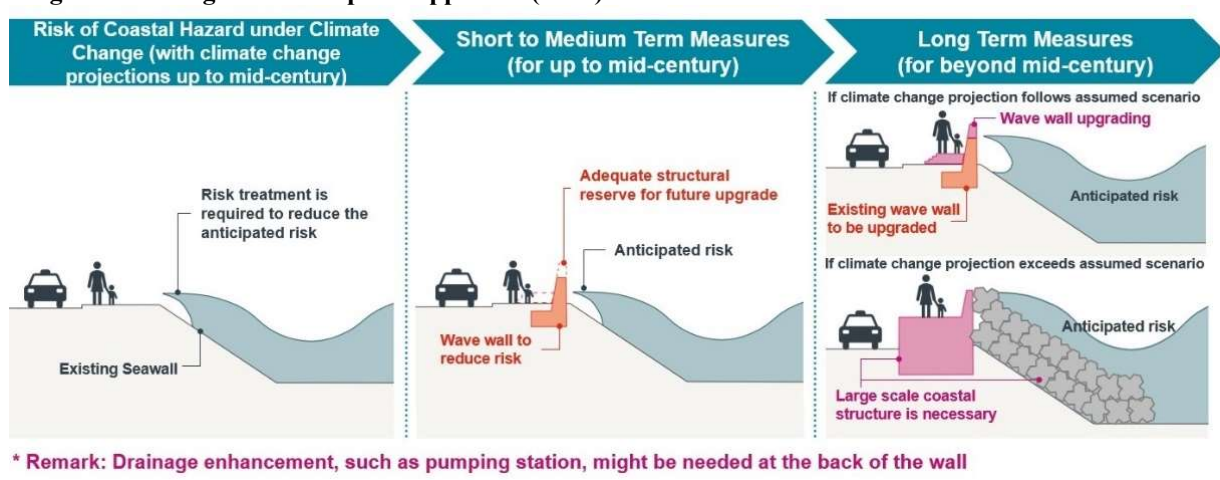 Risk of Coastal Hazard under Climate
Change (with climate change
projections up to mid-century)
Short to Medium Term Measures
(for up to mid-century)
Long Term Measures
(for beyond mid-century)
Risk treatment is
required to reduce the
anticipated risk
Existing Seawall
Adequate structural
reserve for future upgrade
Anticipated risk
Wave wall to
reduce risk
If climate change projection follows assumed scenario
Wave wall upgrading
Anticipated risk
Existing wave wall
to be upgraded
If climate change projection exceeds assumed scenario
Anticipated risk
Large scale coastal
structure is necessary
* Remark: Drainage enhancement, such as pumping station, might be needed at the back of the wall